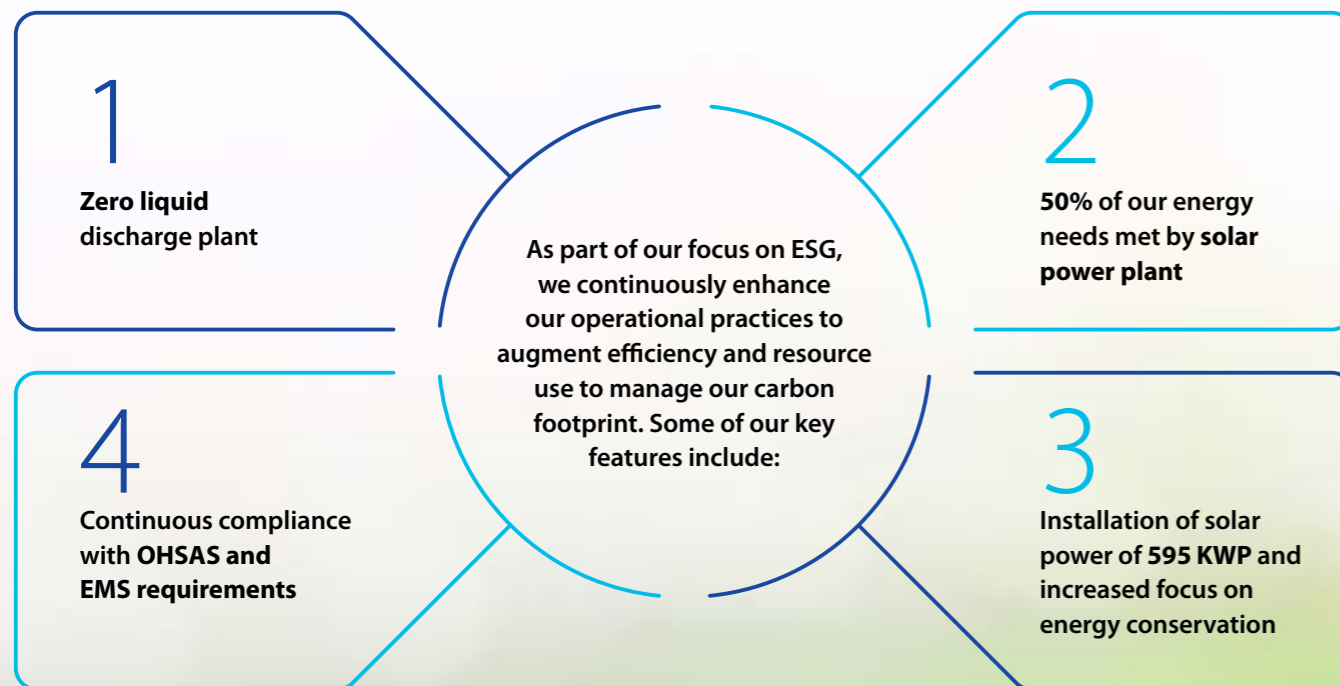 As part of our focus on ESG,
we continuously enhance
our operational practices to
augment efficiency and resource
use to manage our carbon
footprint. Some of our key
features include:
1
Zero liquid
discharge plant
2
50% of our energy
needs met by solar
power plant
3
Installation of solar
power of 595 KWP and
increased focus on
energy conservation
4
Continuous compliance
with OHSAS and
EMS requirements